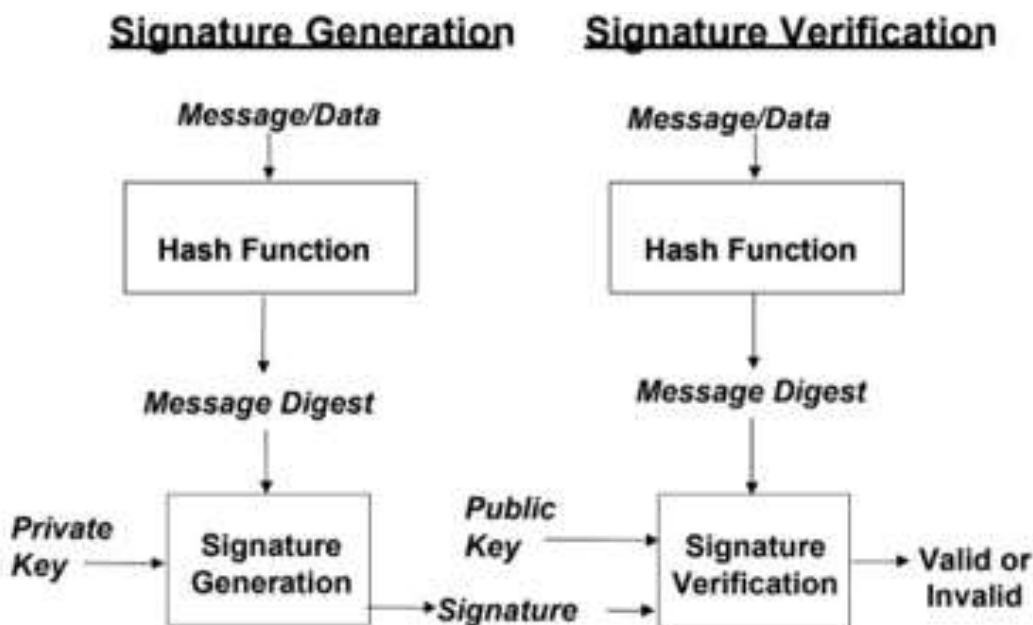 Signature Generation
Signature Verification
Message/Data
Message/Data
Hash Function
Hash Function
Message Digest
Message Digest
Private
Key
Signature
Generation
Public
Key
Signature
Verification
Valid or
Invalid
Signature